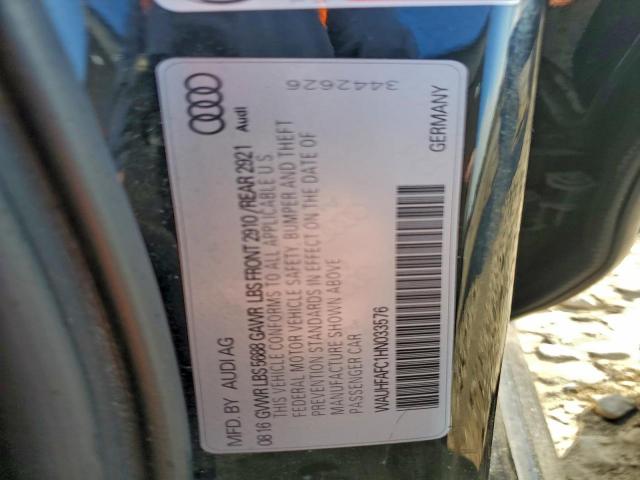 3442626
Audi
MFD. BY AUDI AG
0816 GVWR LBS 5688 GAWR LBS FRONT 2910/REAR 2921
THIS VEHICLE CONFORMS TO ALL APPLICABLE U S
FEDERAL MOTOR VEHICLE SAFETY, BUMPER AND THEFT
PREVENTION STANDARDS IN EFFECT ON THE DATE OF
MANUFACTURE SHOWN ABOVE
PASSENGER CAR
WAUHFAFC1HN033576
GERMANY